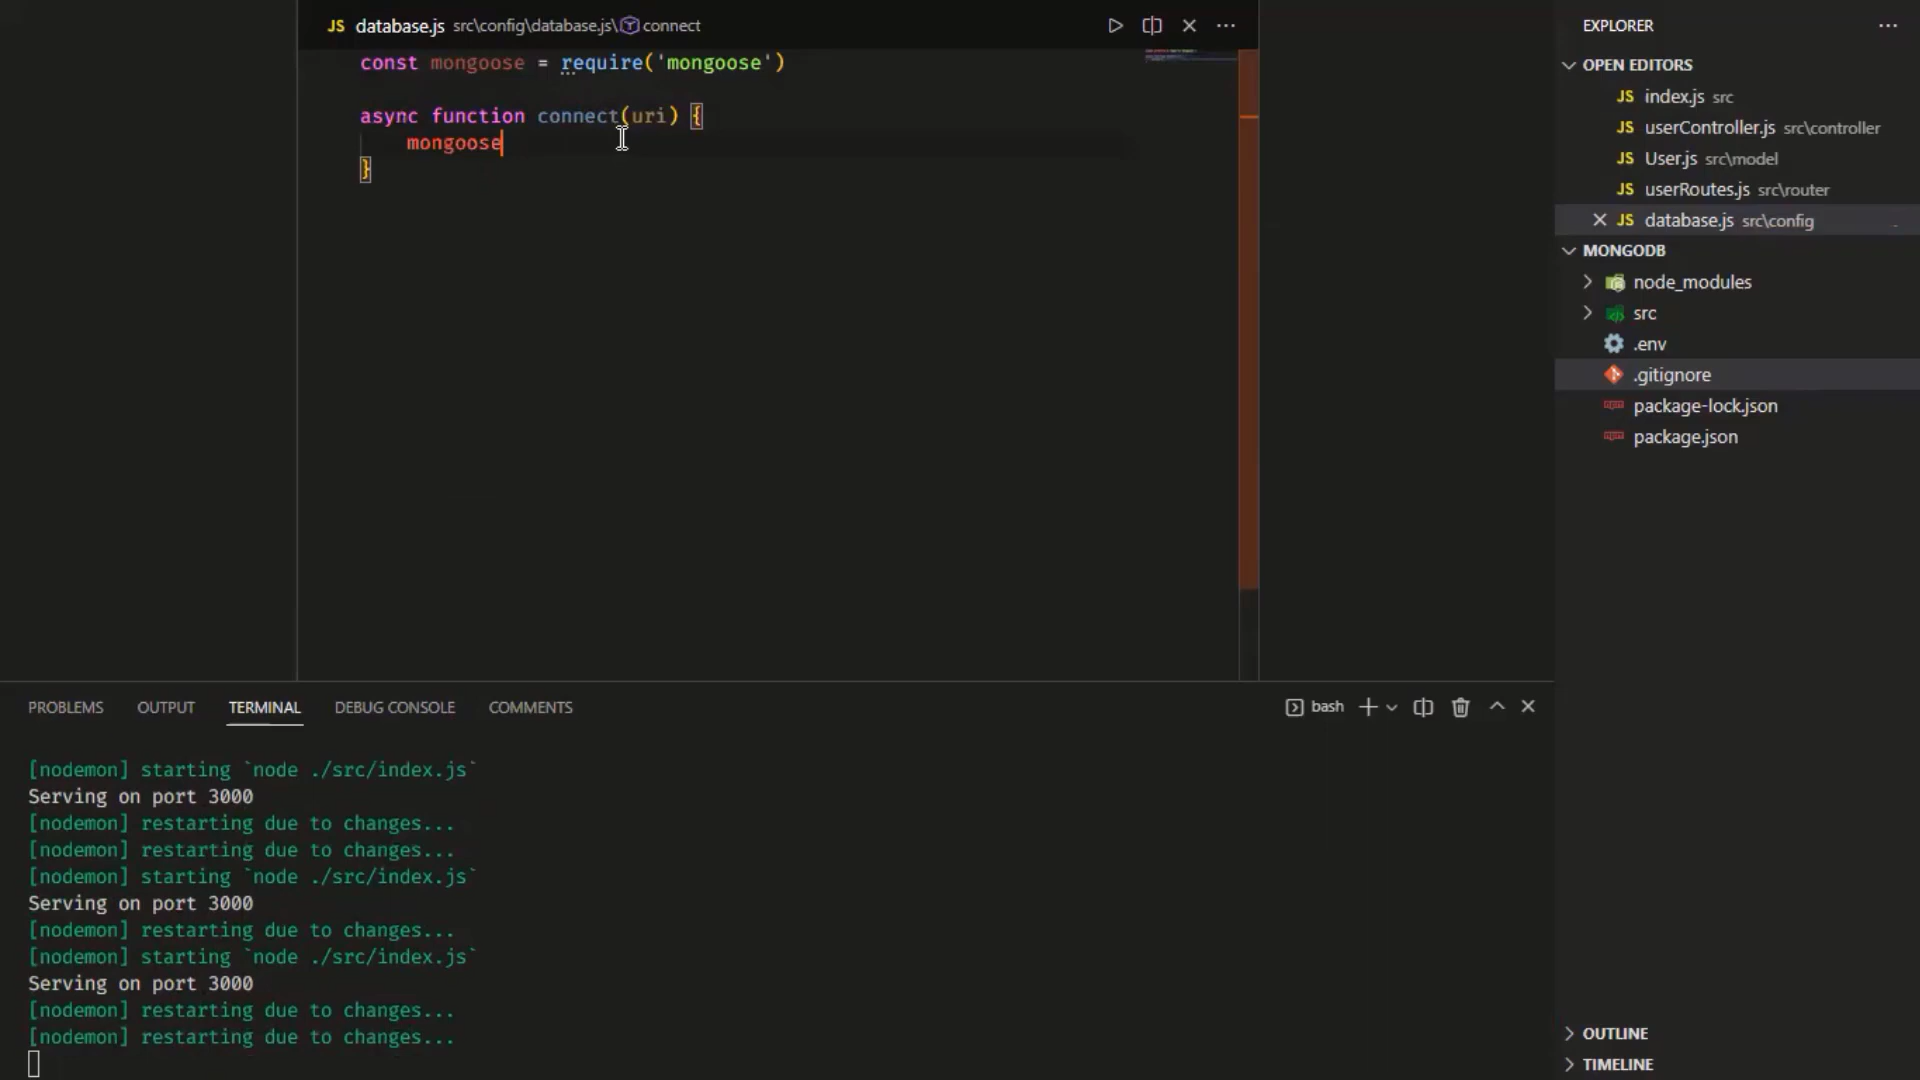 JS database.js src\config\database.js\ connect
const mongoose = require('mongoose')
async function connect(uri) {
mongoose
}
EXPLORER
OPEN EDITORS
JS index.js src
JS userController.js src\controller
JS User.js src\model
JS userRoutes.js src\router
JS database.js src\config
MONGODB
node_modules
src
.env
.gitignore
package-lock.json
package.json
OUTLINE
TIMELINE
PROBLEMS OUTPUT TERMINAL DEBUG CONSOLE COMMENTS
bash
[nodemon] starting `node ./src/index.js`
Serving on port 3000
[nodemon] restarting due to changes...
[nodemon] restarting due to changes...
[nodemon] starting `node ./src/index.js`
Serving on port 3000
[nodemon] restarting due to changes...
[nodemon] starting `node ./src/index.js`
Serving on port 3000
[nodemon] restarting due to changes...
[nodemon] restarting due to changes...